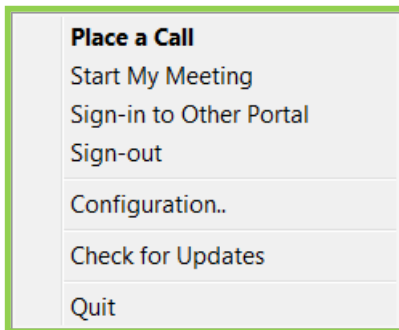 Place a Call
Start My Meeting
Sign-in to Other Portal
Sign-out
Configuration..
Check for Updates
Quit